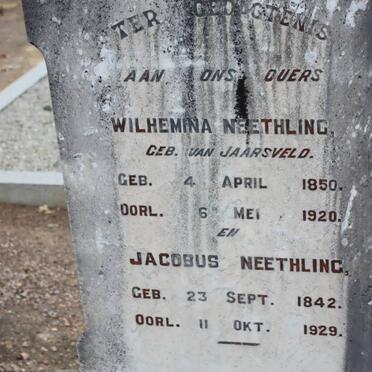 TER GEDAGTENIS
AAN ONS OUERS
WILHEMINA NEETHLING,
GEB. VAN JAARSVELD.
GEB. 4 APRIL 1850.
OORL. 6 MEI 1920.
EN
JACOBUS NEETHLING,
GEB. 23 SEPT. 1842.
OORL. 11 OKT. 1929.